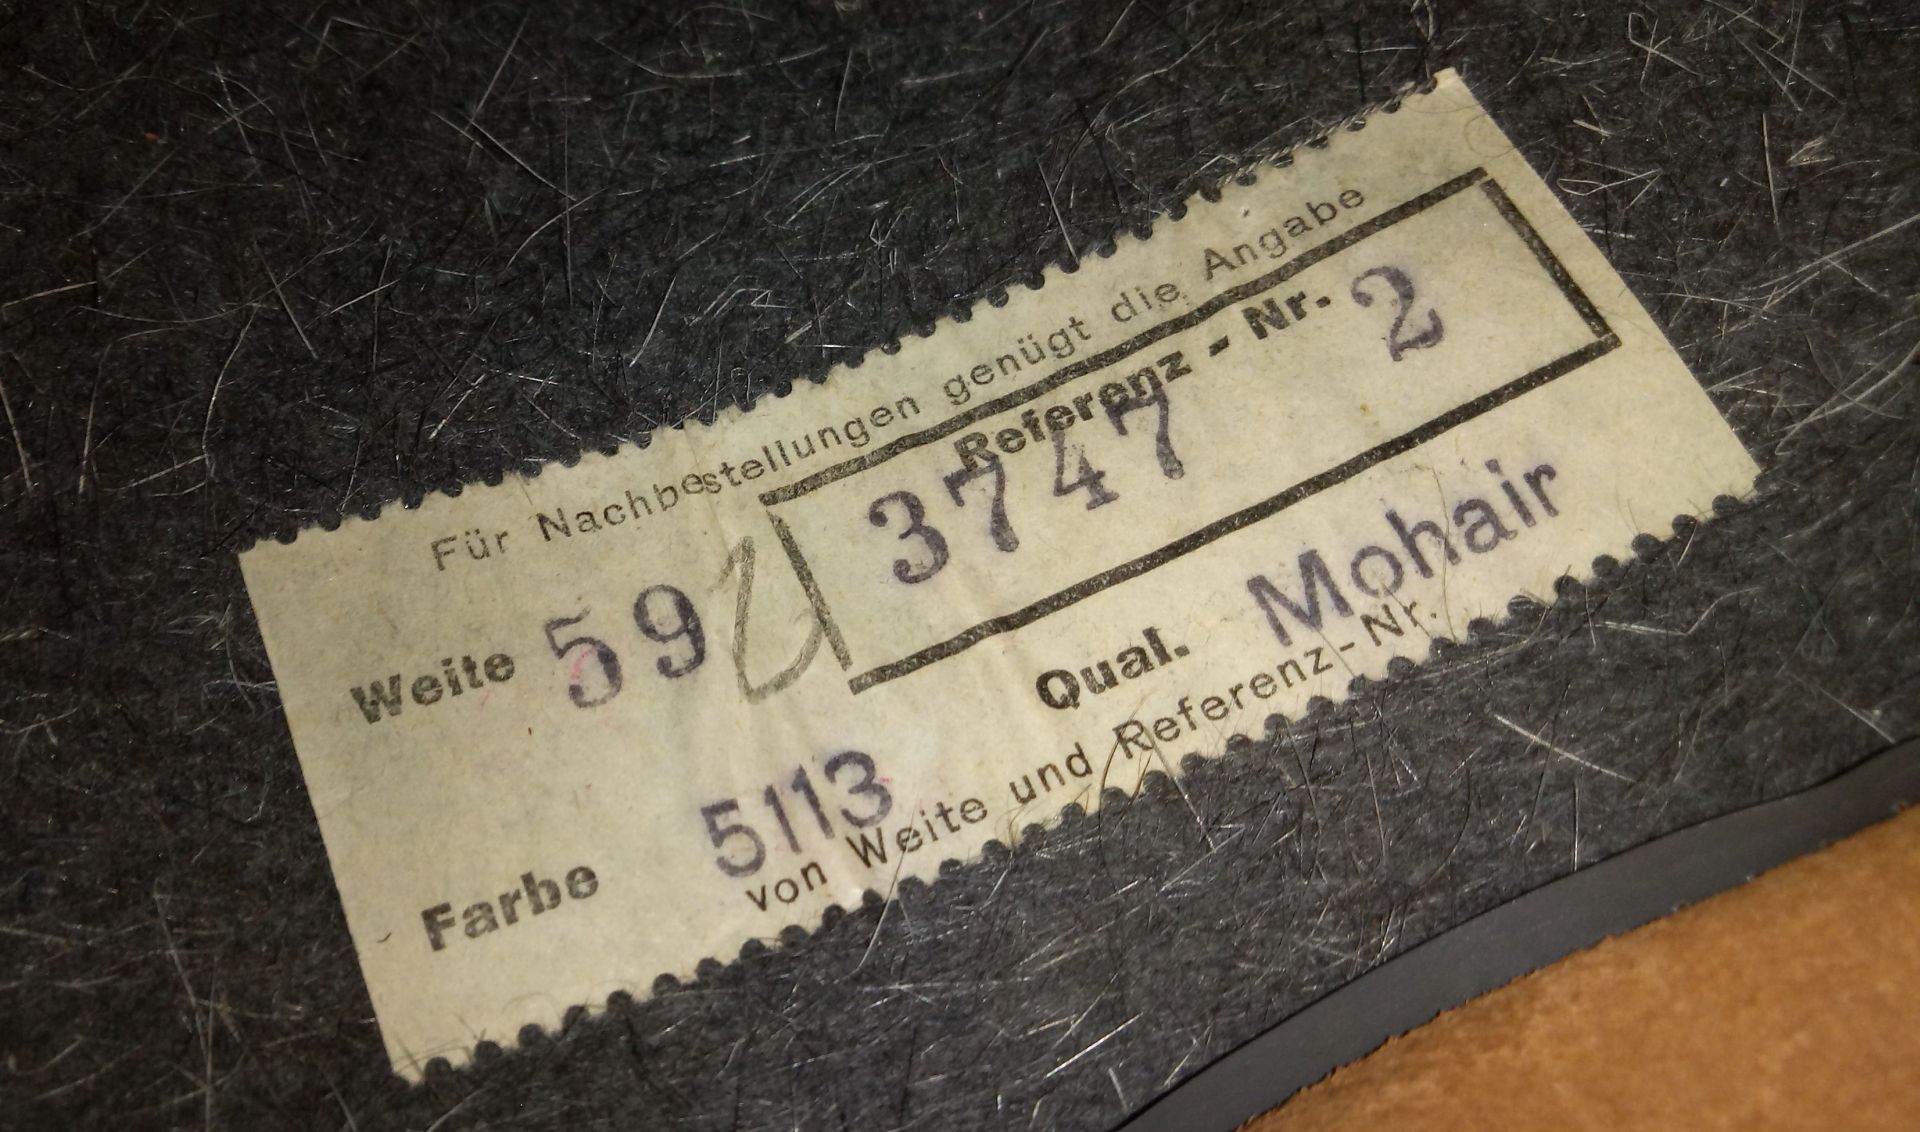 Für Nachbestellungen genügt die Angabe
Referenz - Nr. 2
3747
Weite 59
Qual. Mohair
Farbe 5113
von Weite und Referenz-Nr.